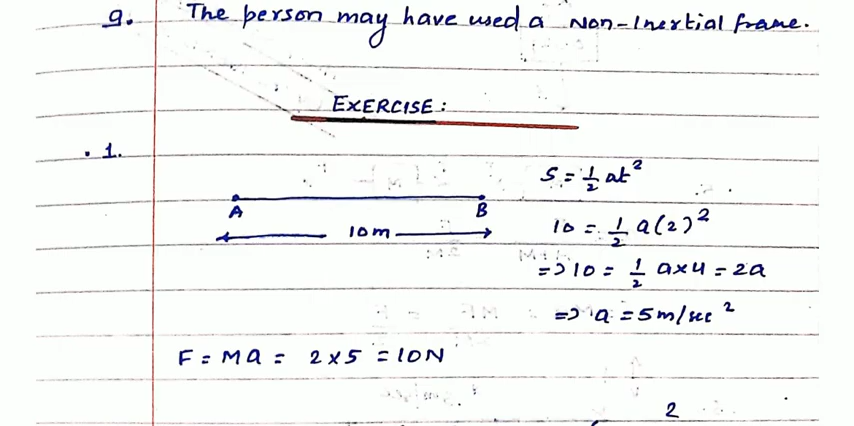 9. The person may have used a Non-Inertial frame.
EXERCISE:
. 1.
S = 1/2 at²
A B
10m
10 = 1/2 a(2)²
=> 10 = 1/2 a×4 = 2a
=> a = 5m/sec²
F = Ma = 2×5 = 10N
2